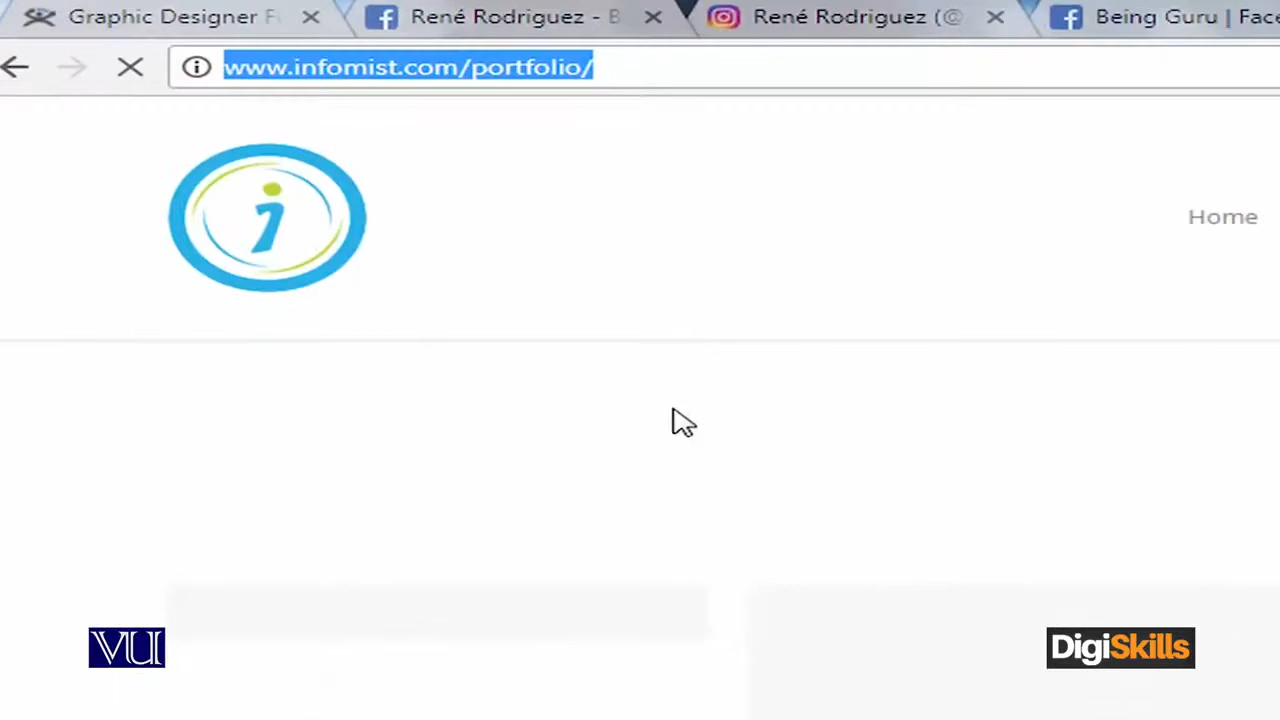 Graphic Designer F
René Rodriguez - B
René Rodriguez (@
Being Guru | Face
www.infomist.com/portfolio/
i
Home
VU
DigiSkills